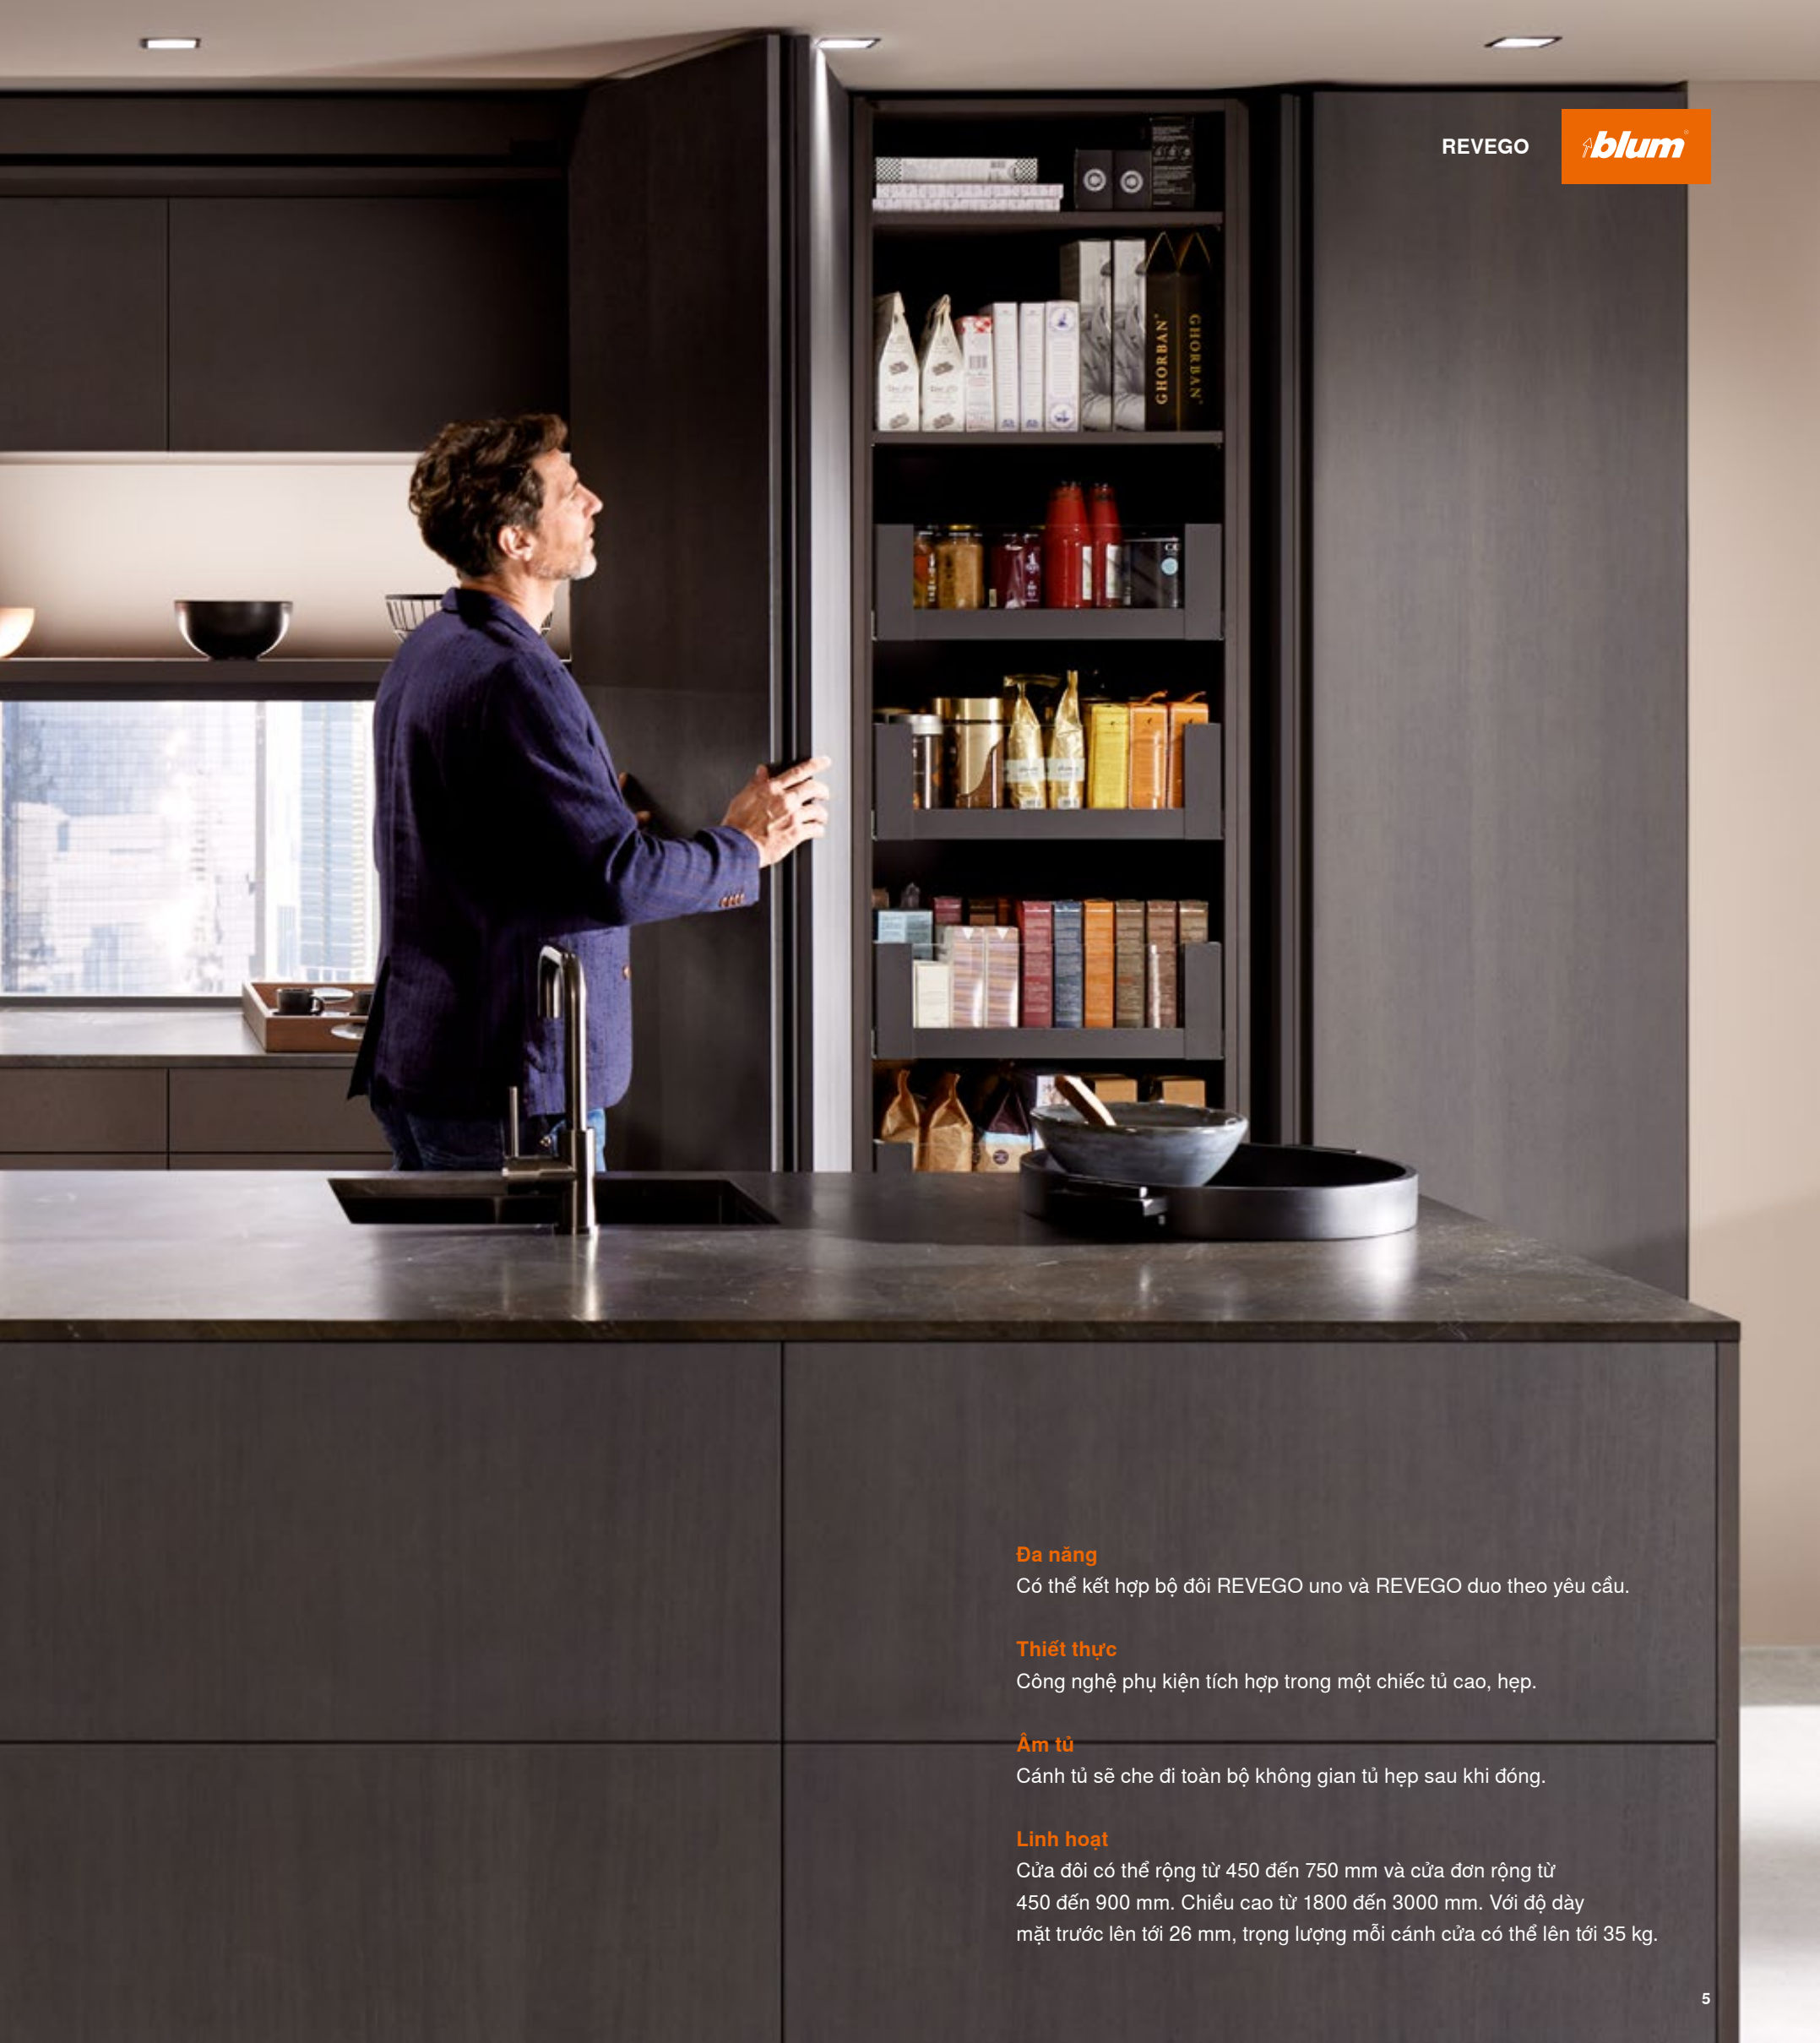 REVEGO
blum
GHORBAN
GHORBAN
Đa năng
Có thể kết hợp bộ đôi REVEGO uno và REVEGO duo theo yêu cầu.
Thiết thực
Công nghệ phụ kiện tích hợp trong một chiếc tủ cao, hẹp.
Âm tủ
Cánh tủ sẽ che đi toàn bộ không gian tủ hẹp sau khi đóng.
Linh hoạt
Cửa đôi có thể rộng từ 450 đến 750 mm và cửa đơn rộng từ
450 đến 900 mm. Chiều cao từ 1800 đến 3000 mm. Với độ dày
mặt trước lên tới 26 mm, trọng lượng mỗi cánh cửa có thể lên tới 35 kg.
5